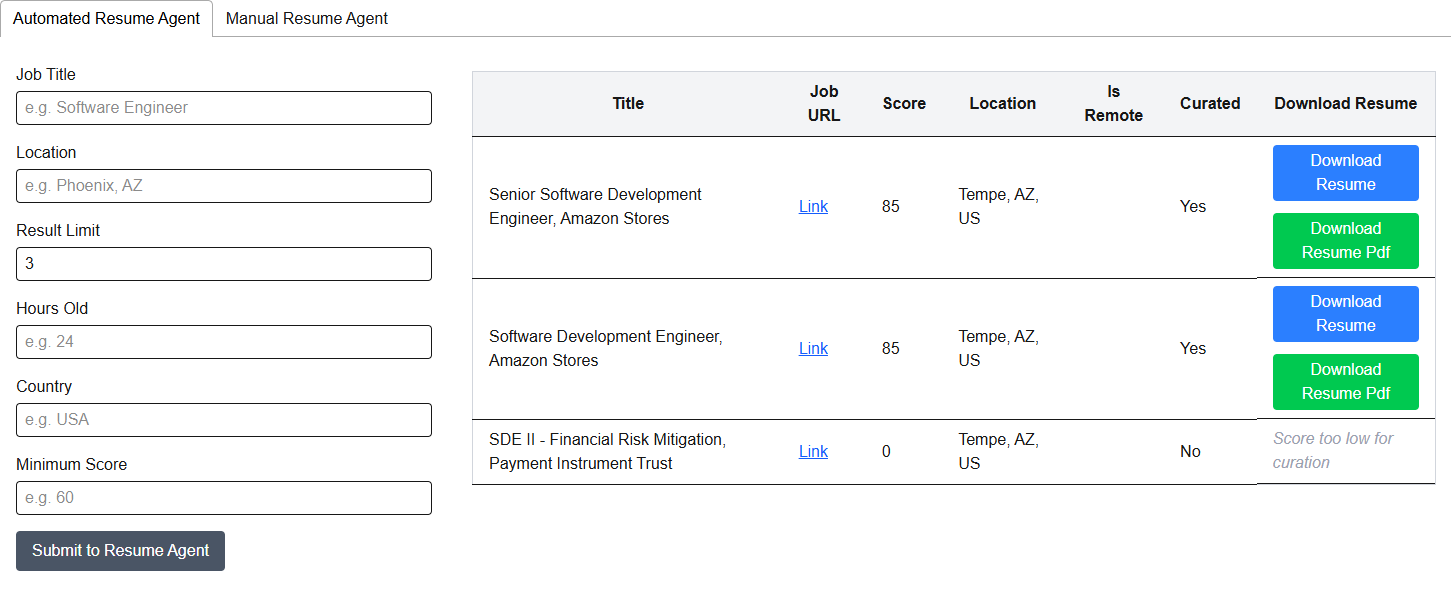 Automated Resume Agent
Manual Resume Agent
Job Title
e.g. Software Engineer
Location
e.g. Phoenix, AZ
Result Limit
3
Hours Old
e.g. 24
Country
e.g. USA
Minimum Score
e.g. 60
Submit to Resume Agent
Title
Job
URL
Score
Location
Is
Remote
Curated
Download Resume
Senior Software Development
Engineer, Amazon Stores
Link
85
Tempe, AZ,
US
Yes
Download
Resume
Download
Resume Pdf
Software Development Engineer,
Amazon Stores
Link
85
Tempe, AZ,
US
Yes
Download
Resume
Download
Resume Pdf
SDE II - Financial Risk Mitigation,
Payment Instrument Trust
Link
0
Tempe, AZ,
US
No
Score too low for
curation